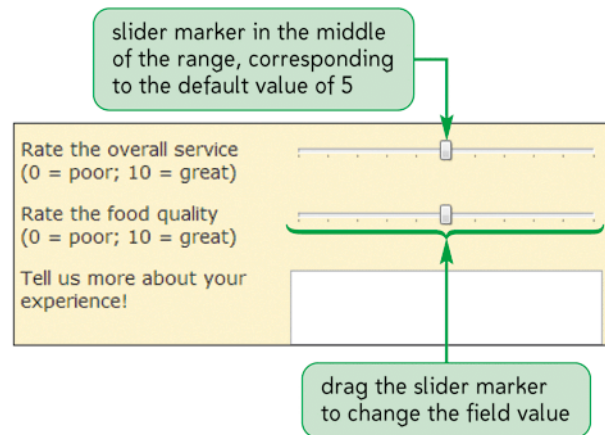 slider marker in the middle
of the range, corresponding
to the default value of 5
Rate the overall service
(0 = poor; 10 = great)
Rate the food quality
(0 = poor; 10 = great)
Tell us more about your
experience!
drag the slider marker
to change the field value